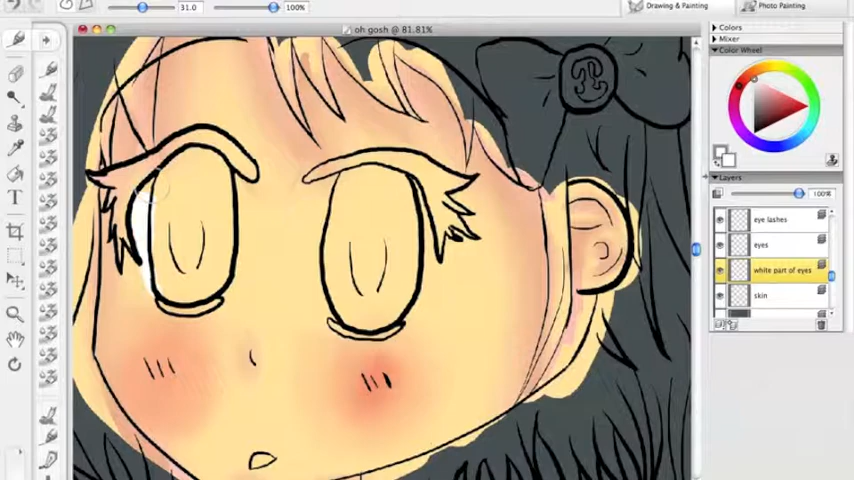 31.0
100%
Drawing & Painting
Photo Painting
oh gosh @ 81.81%
Colors
Mixer
Color Wheel
Layers
100%
eye lashes
eyes
white part of eyes
skin